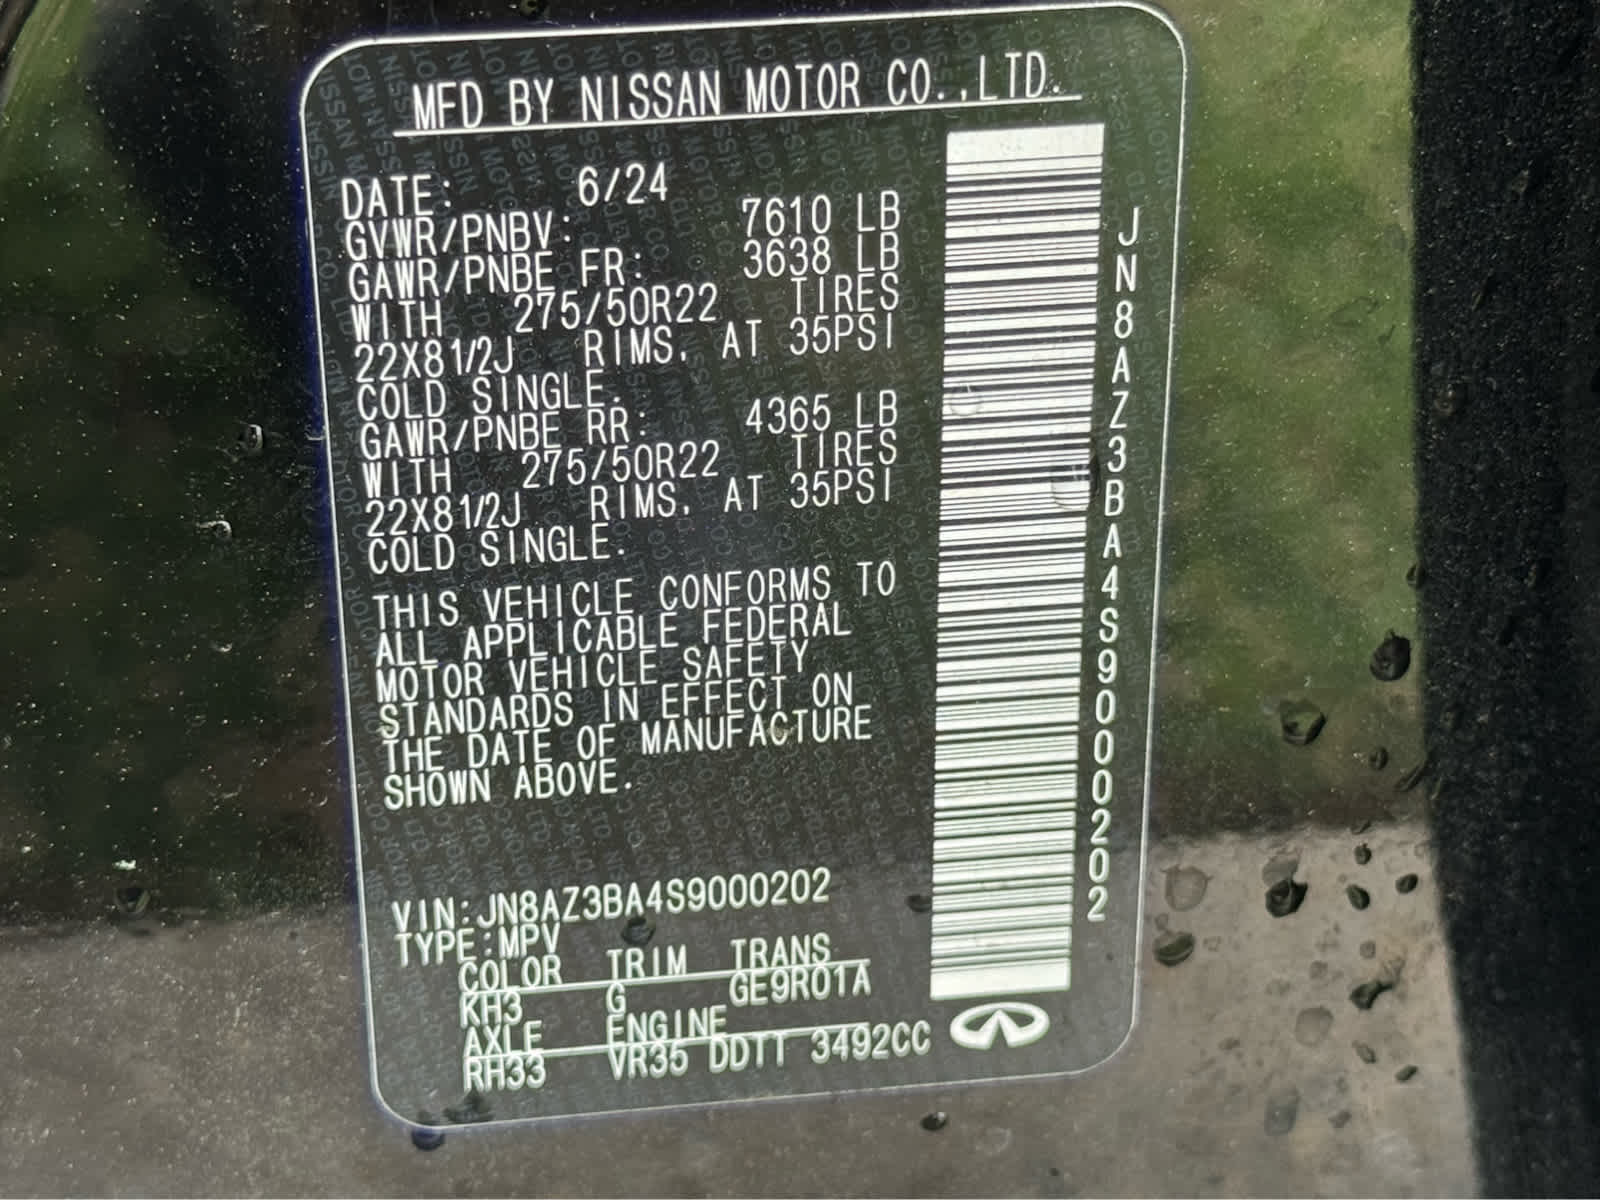 MFD BY NISSAN MOTOR CO.,LTD.
DATE: 6/24
GVWR/PNBV: 7610 LB
GAWR/PNBE FR: 3638 LB
WITH 275/50R22 TIRES
22X81/2J RIMS, AT 35PSI
COLD SINGLE.
GAWR/PNBE RR: 4365 LB
WITH 275/50R22 TIRES
22X81/2J RIMS, AT 35PSI
COLD SINGLE.
THIS VEHICLE CONFORMS TO
ALL APPLICABLE FEDERAL
MOTOR VEHICLE SAFETY
STANDARDS IN EFFECT ON
THE DATE OF MANUFACTURE
SHOWN ABOVE.
VIN:JN8AZ3BA4S9000202
TYPE:MPV
COLOR TRIM TRANS
KH3 G GE9R01A
AXLE ENGINE
RH33 VR35 DDTT 3492CC
JN8AZ3BA4S9000202